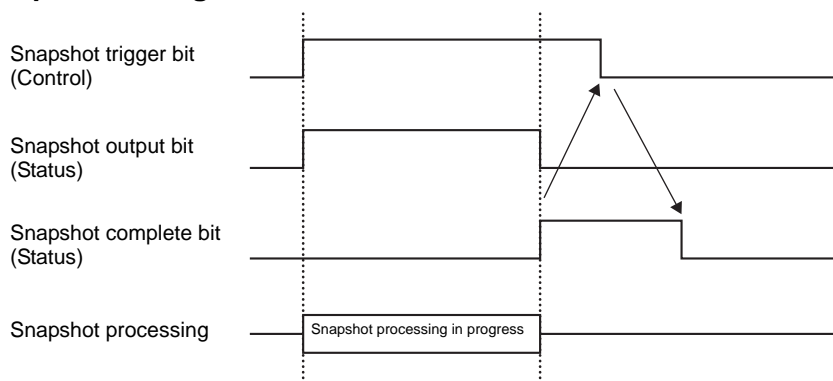 Snapshot trigger bit
(Control)
Snapshot output bit
(Status)
Snapshot complete bit
(Status)
Snapshot processing
Snapshot processing in progress